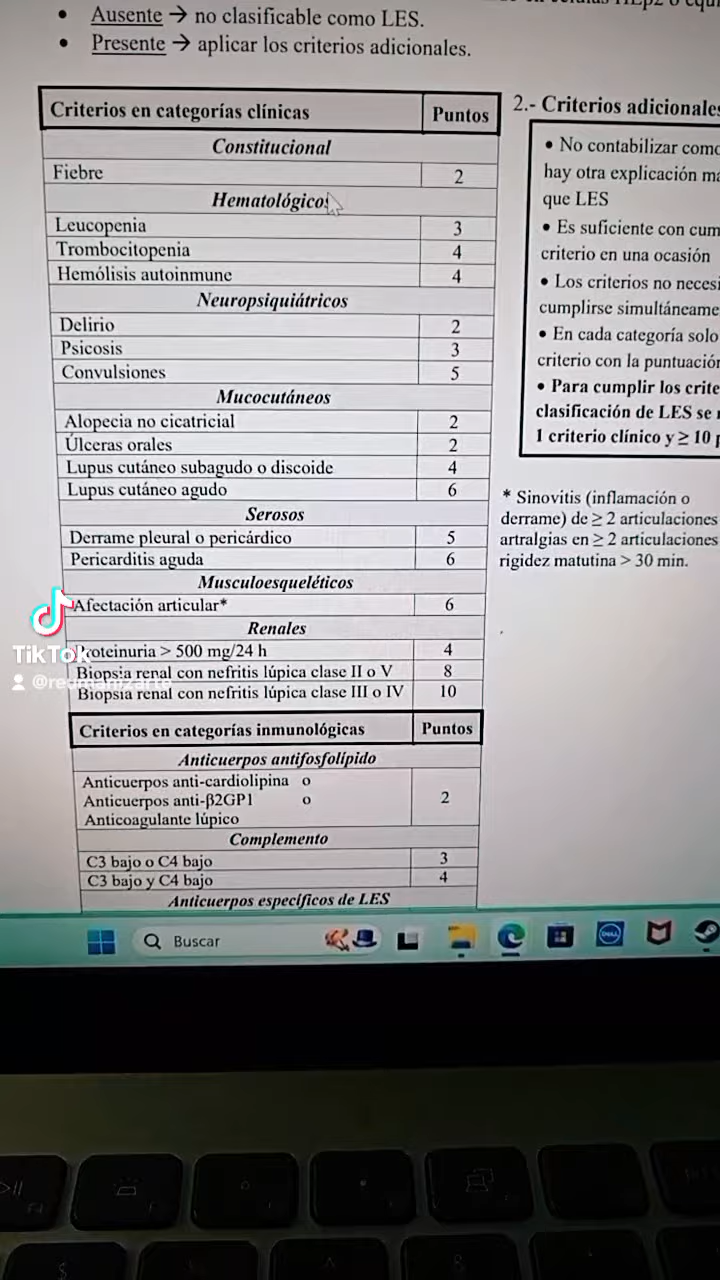 • Ausente → no clasificable como LES.
• Presente → aplicar los criterios adicionales.
Criterios en categorías clínicas Puntos
Constitucional
Fiebre 2
Hematológicos
Leucopenia 3
Trombocitopenia 4
Hemólisis autoinmune 4
Neuropsiquiátricos
Delirio 2
Psicosis 3
Convulsiones 5
Mucocutáneos
Alopecia no cicatricial 2
Úlceras orales 2
Lupus cutáneo subagudo o discoide 4
Lupus cutáneo agudo 6
Serosos
Derrame pleural o pericárdico 5
Pericarditis aguda 6
Musculoesqueléticos
Afectación articular* 6
Renales
Proteinuria > 500 mg/24 h 4
Biopsia renal con nefritis lúpica clase II o V 8
Biopsia renal con nefritis lúpica clase III o IV 10
Criterios en categorías inmunológicas Puntos
Anticuerpos antifosfolípido
Anticuerpos anti-cardiolipina o
Anticuerpos anti-β2GP1 o 2
Anticoagulante lúpico
Complemento
C3 bajo o C4 bajo 3
C3 bajo y C4 bajo 4
Anticuerpos específicos de LES
2.- Criterios adicionales
• No contabilizar como
hay otra explicación
que LES
• Es suficiente con
criterio en una ocasión
• Los criterios no
cumplirse
• En cada categoría solo
criterio con la
• Para cumplir los
clasificación de LES se
1 criterio clínico y ≥ 10
* Sinovitis (inflamación o
derrame) de ≥ 2 articulaciones
artralgias en ≥ 2 articulaciones
rigidez matutina > 30 min.
TikTok
Buscar
DELL